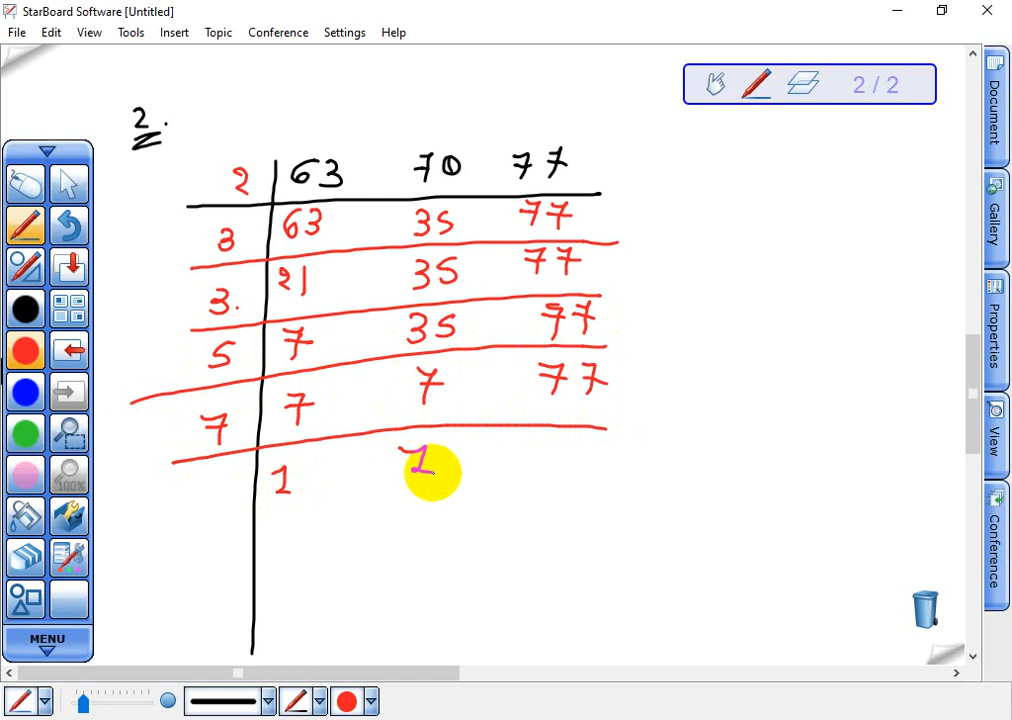 StarBoard Software [Untitled]
File Edit View Tools Insert Topic Conference Settings Help
2 / 2
2.
2 63 70 77
3 63 35 77
3. 21 35 77
5 7 35 77
7 7 7 77
1 1
100%
MENU
Document
Gallery
Properties
View
Conference